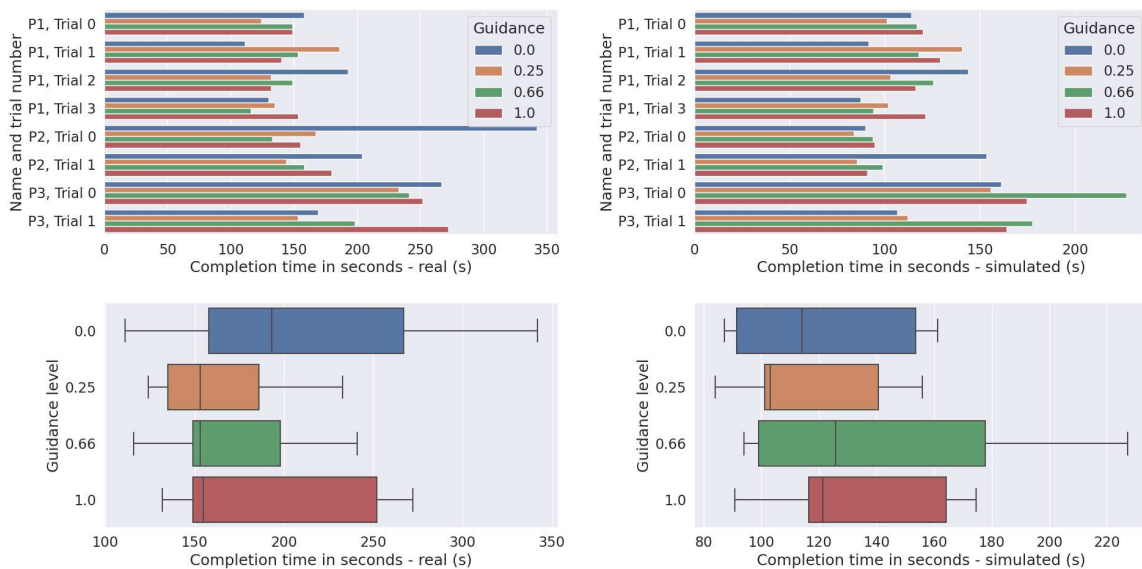 Name and trial number
P1, Trial 0
P1, Trial 1
P1, Trial 2
P1, Trial 3
P2, Trial 0
P2, Trial 1
P3, Trial 0
P3, Trial 1
Guidance
0.0
0.25
0.66
1.0
0 50 100 150 200 250 300 350
Completion time in seconds - real (s)
Name and trial number
P1, Trial 0
P1, Trial 1
P1, Trial 2
P1, Trial 3
P2, Trial 0
P2, Trial 1
P3, Trial 0
P3, Trial 1
Guidance
0.0
0.25
0.66
1.0
0 50 100 150 200
Completion time in seconds - simulated (s)
Guidance level
0.0
0.25
0.66
1.0
100 150 200 250 300 350
Completion time in seconds - real (s)
Guidance level
0.0
0.25
0.66
1.0
80 100 120 140 160 180 200 220
Completion time in seconds - simulated (s)